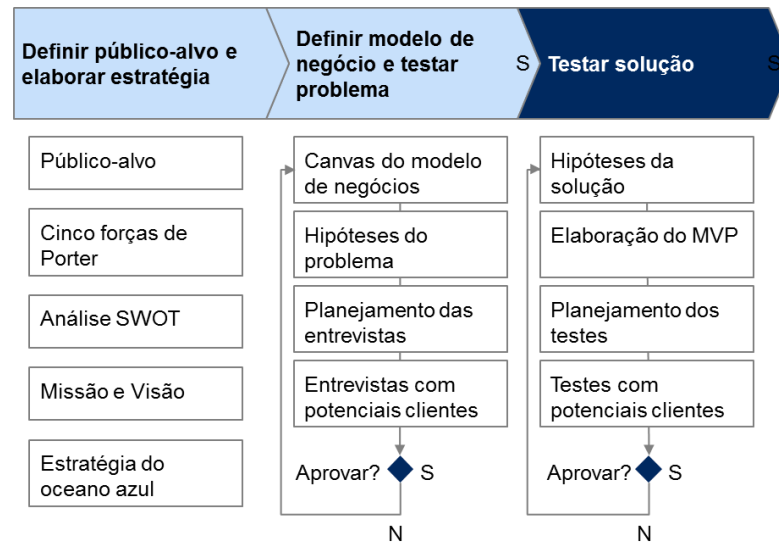 Definir público-alvo e
elaborar estratégia
Definir modelo de
negócio e testar
problema
S
Testar solução
S
Público-alvo
Cinco forças de
Porter
Análise SWOT
Missão e Visão
Estratégia do
oceano azul
Canvas do modelo
de negócios
Hipóteses do
problema
Planejamento das
entrevistas
Entrevistas com
potenciais clientes
Aprovar?
S
N
Hipóteses da
solução
Elaboração do MVP
Planejamento dos
testes
Testes com
potenciais clientes
Aprovar?
S
N